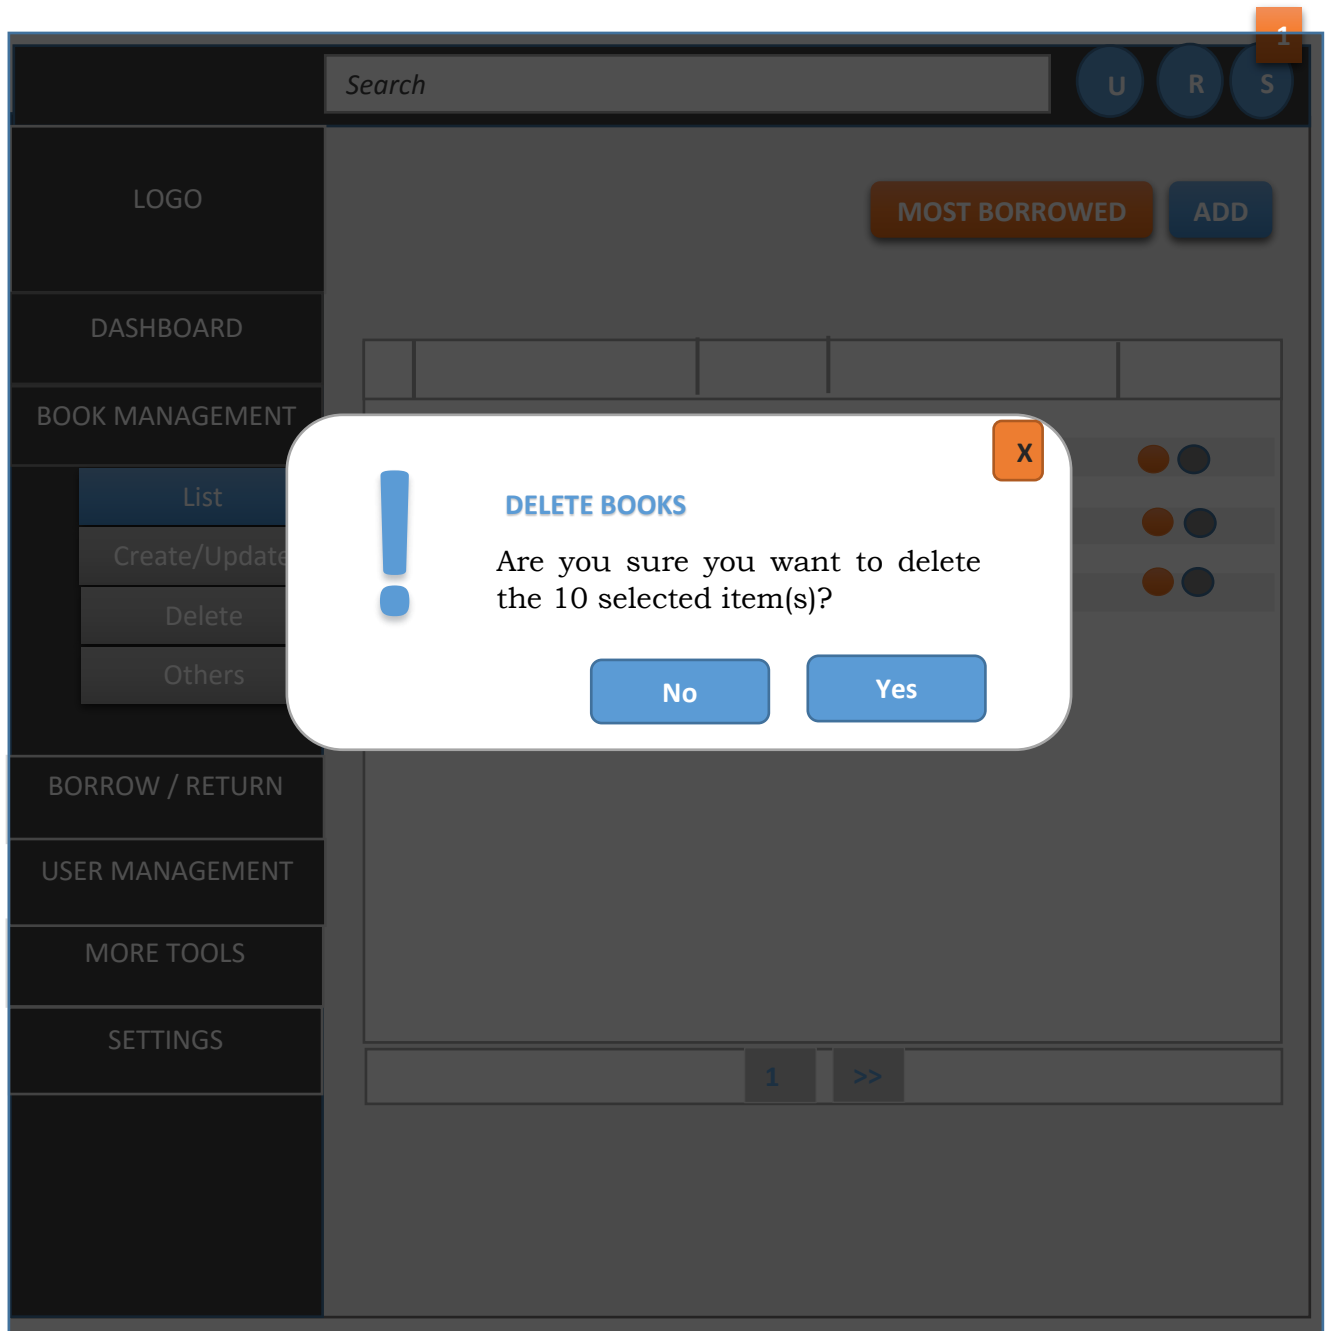 1
Search
U
R
S
LOGO
MOST BORROWED
ADD
DASHBOARD
BOOK MANAGEMENT
List
Create/Update
Delete
Others
X
!
DELETE BOOKS
Are you sure you want to delete
the 10 selected item(s)?
No
Yes
BORROW / RETURN
USER MANAGEMENT
MORE TOOLS
SETTINGS
1
>>